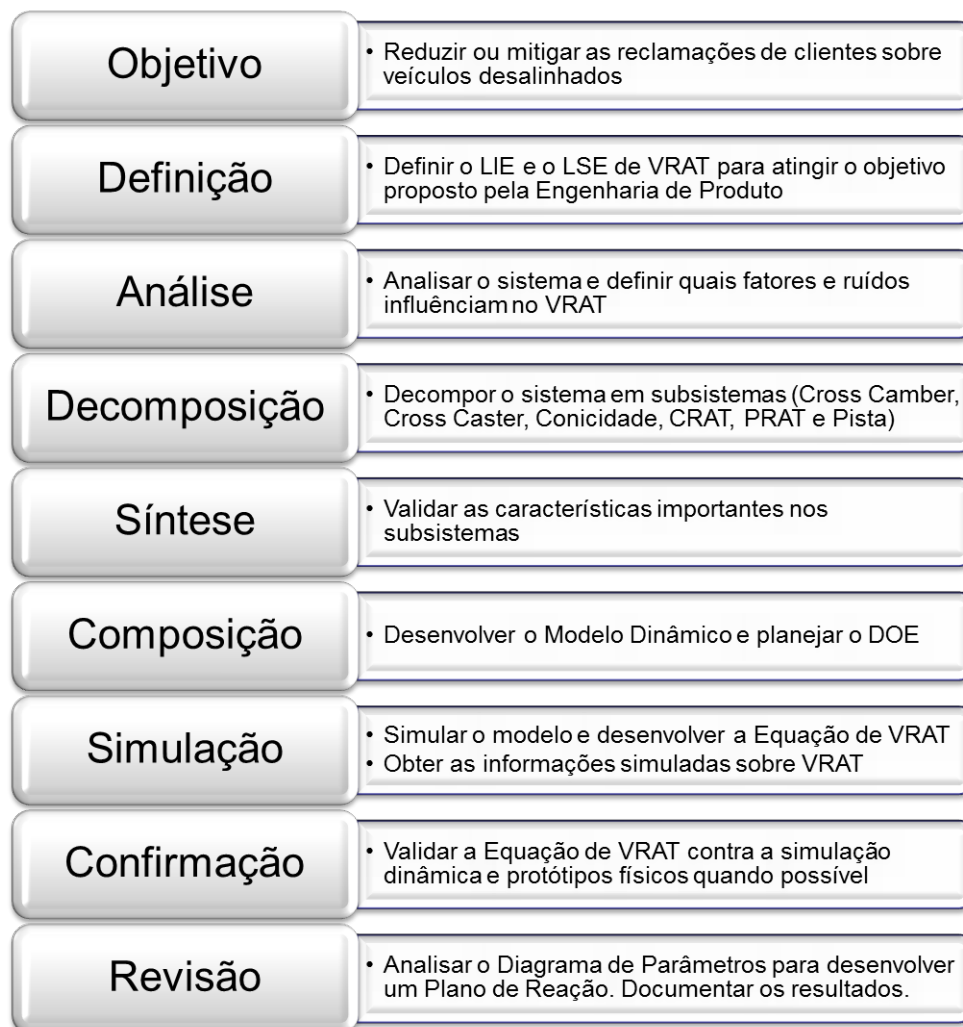 Objetivo
• Reduzir ou mitigar as reclamações de clientes sobre
veículos desalinhados
Definição
• Definir o LIE e o LSE de VRAT para atingir o objetivo
proposto pela Engenharia de Produto
Análise
• Analisar o sistema e definir quais fatores e ruídos
influênciam no VRAT
Decomposição
• Decompor o sistema em subsistemas (Cross Camber,
Cross Caster, Conicidade, CRAT, PRAT e Pista)
Síntese
• Validar as características importantes nos
subsistemas
Composição
• Desenvolver o Modelo Dinâmico e planejar o DOE
Simulação
• Simular o modelo e desenvolver a Equação de VRAT
• Obter as informações simuladas sobre VRAT
Confirmação
• Validar a Equação de VRAT contra a simulação
dinâmica e protótipos físicos quando possível
Revisão
• Analisar o Diagrama de Parâmetros para desenvolver
um Plano de Reação. Documentar os resultados.